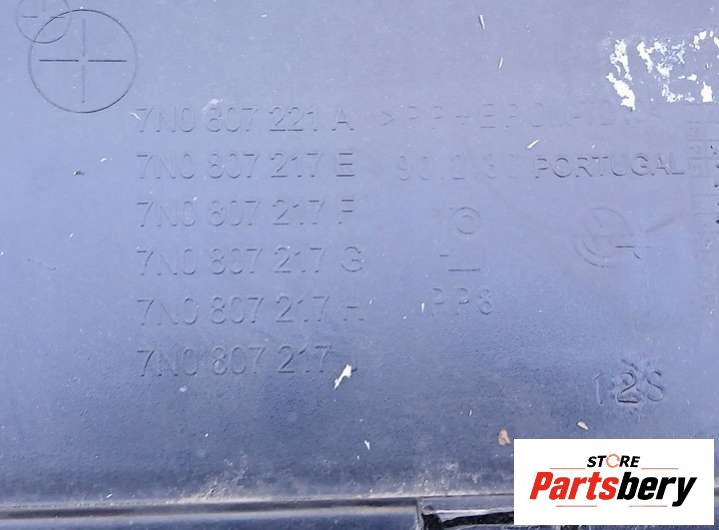 7N0 807 221 A
7N0 807 217 E PORTUGAL
7N0 807 217 F
7N0 807 217 G
7N0 807 217 H PP8
7N0 807 217 J
STORE
Partsbery